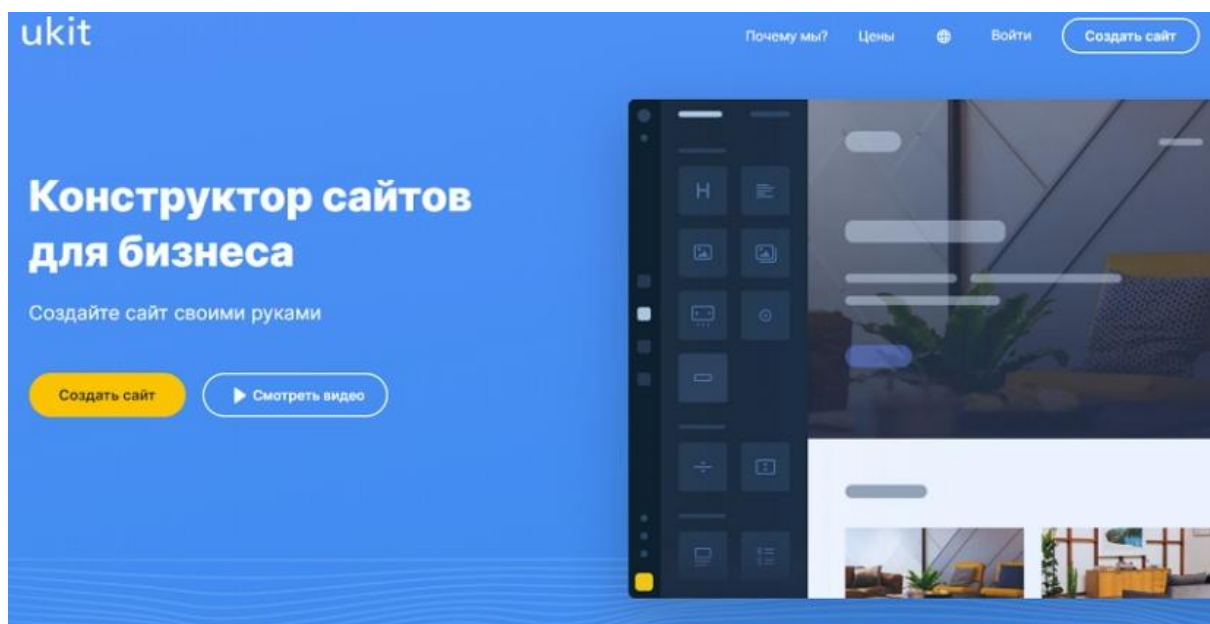 ukit
Почему мы? Цены Войти Создать сайт
Конструктор сайтов
для бизнеса
Создайте сайт своими руками
Создать сайт Смотреть видео
H